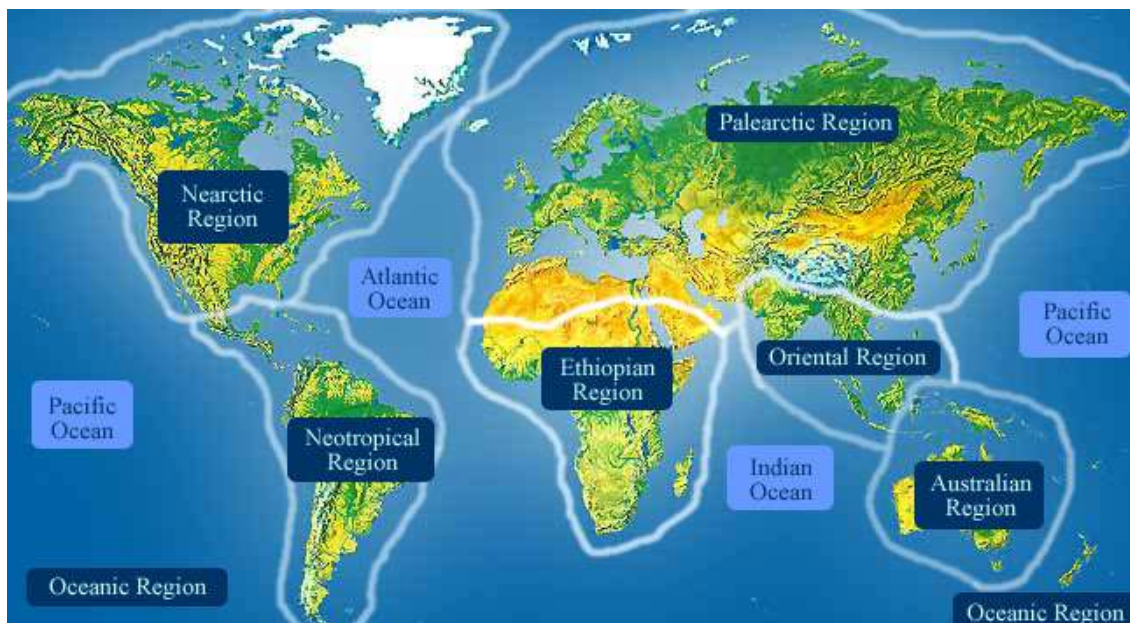 Palearctic Region
Nearctic
Region
Atlantic
Ocean
Pacific
Ocean
Oriental Region
Ethiopian
Region
Pacific
Ocean
Neotropical
Region
Indian
Ocean
Australian
Region
Oceanic Region
Oceanic Region